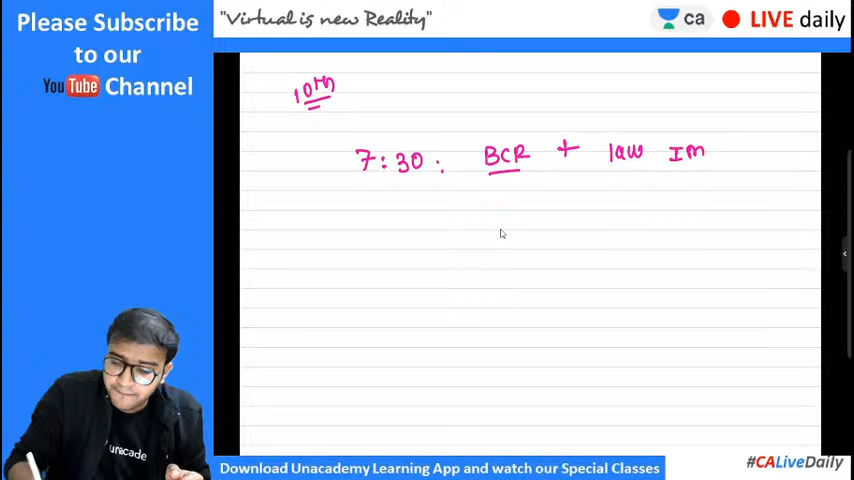 Please Subscribe
to our
YouTube Channel
"Virtual is new Reality"
ca
LIVE daily
10th
7:30: BCR + law Im
unacade
Download Unacademy Learning App and watch our Special Classes
#CALiveDaily